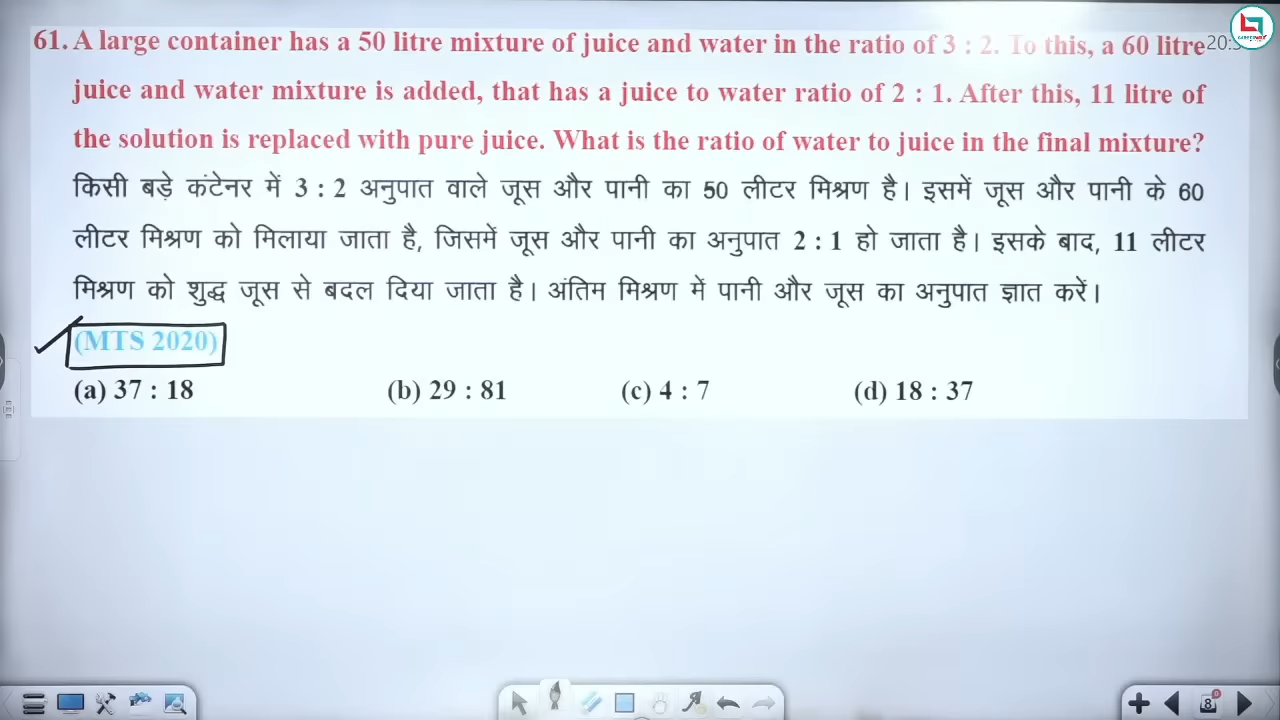 61. A large container has a 50 litre mixture of juice and water in the ratio of 3 : 2. To this, a 60 litre
juice and water mixture is added, that has a juice to water ratio of 2 : 1. After this, 11 litre of
the solution is replaced with pure juice. What is the ratio of water to juice in the final mixture?
किसी बड़े कंटेनर में 3 : 2 अनुपात वाले जूस और पानी का 50 लीटर मिश्रण है। इसमें जूस और पानी के 60
लीटर मिश्रण को मिलाया जाता है, जिसमें जूस और पानी का अनुपात 2 : 1 हो जाता है। इसके बाद, 11 लीटर
मिश्रण को शुद्ध जूस से बदल दिया जाता है। अंतिम मिश्रण में पानी और जूस का अनुपात ज्ञात करें।
(MTS 2020)
(a) 37 : 18 (b) 29 : 81 (c) 4 : 7 (d) 18 : 37
8